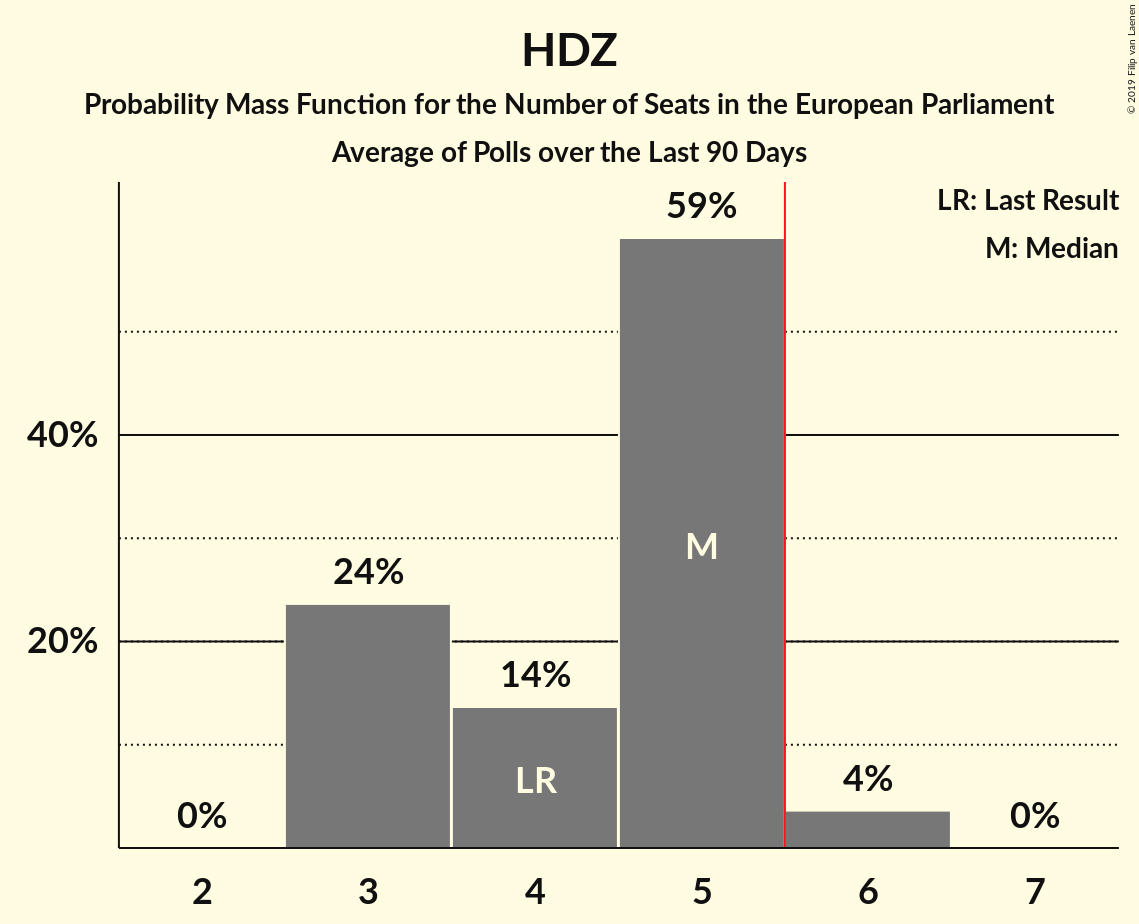 HDZ
Probability Mass Function for the Number of Seats in the European Parliament
Average of Polls over the Last 90 Days
© 2019 Filip van Laenen
LR: Last Result
M: Median
59%
40%
M
24%
20%
14%
LR
4%
0%
0%
2 3 4 5 6 7